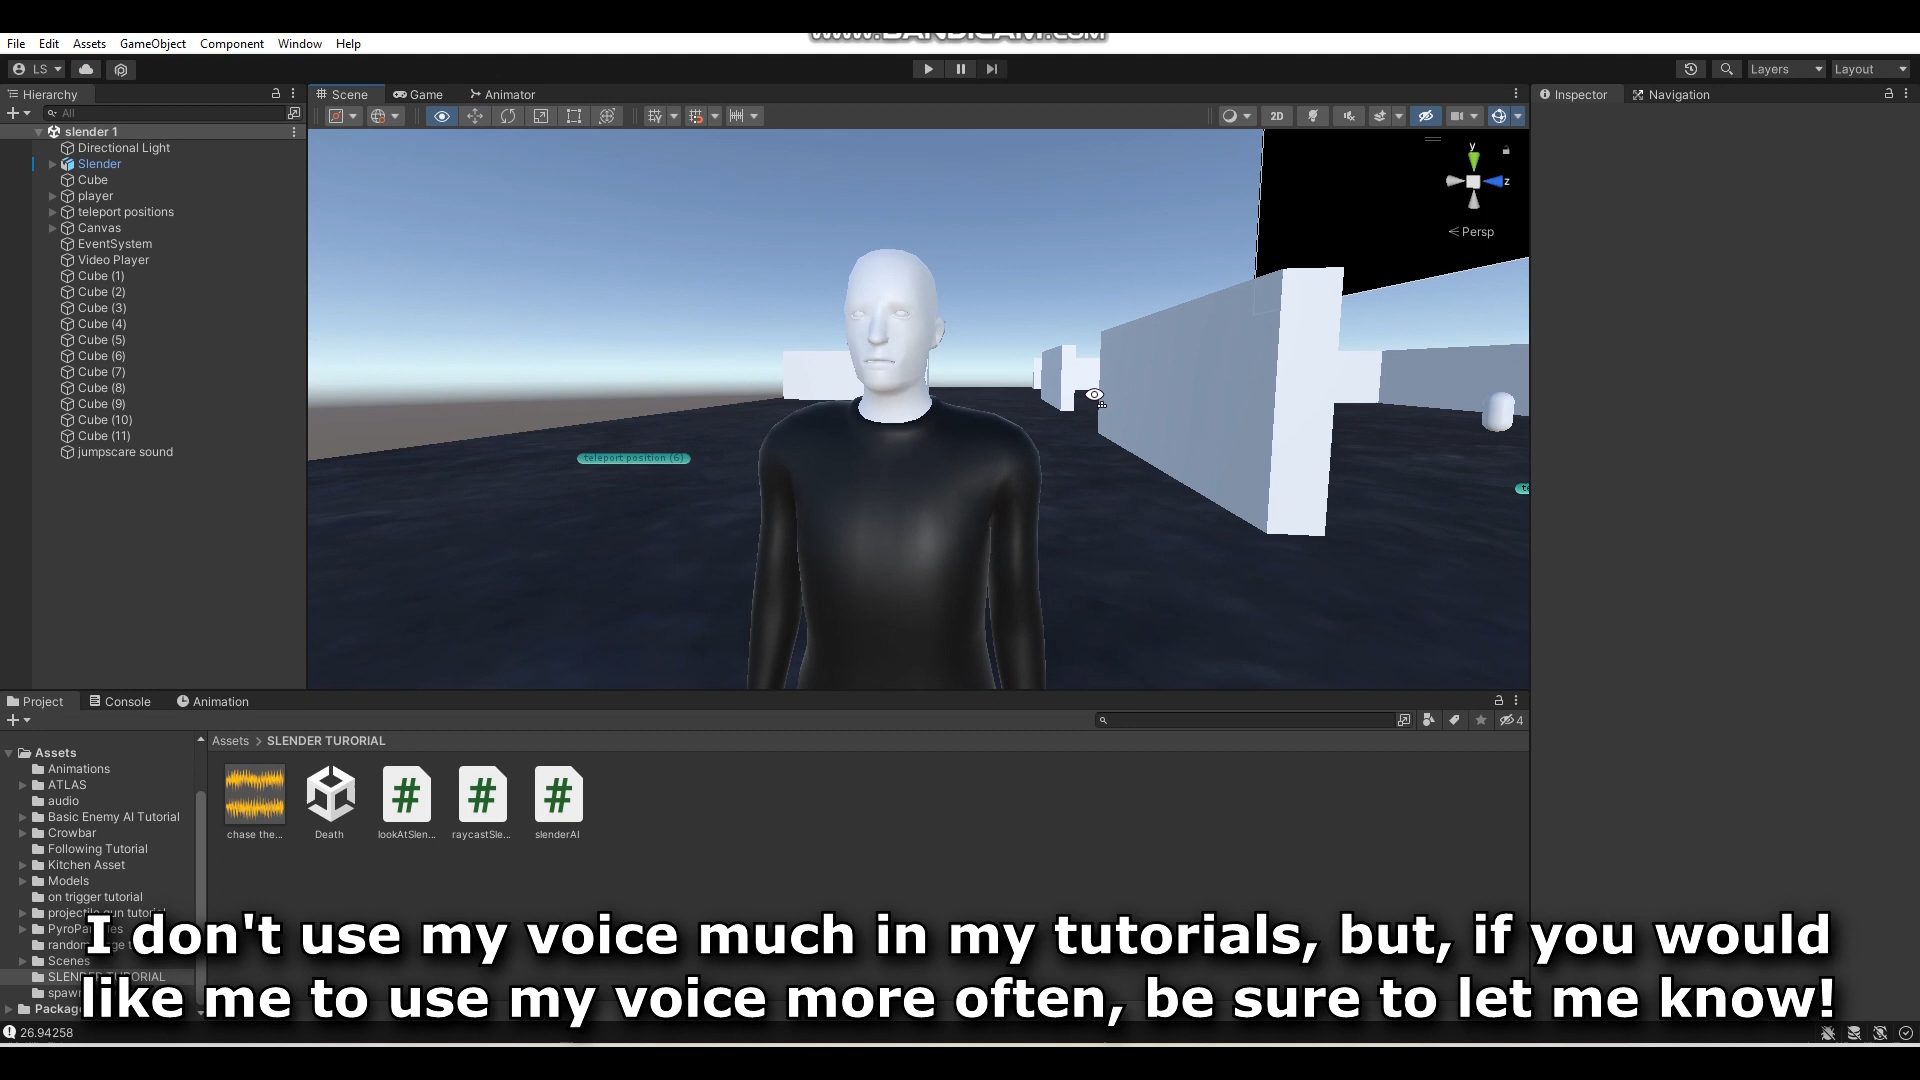 www.BANDICAM.com
File Edit Assets GameObject Component Window Help
LS
Layers Layout
Hierarchy
Scene Game Animator
Inspector Navigation
All
2D
slender 1
Directional Light
Slender
Cube
player
teleport positions
Canvas
EventSystem
Video Player
Cube (1)
Cube (2)
Cube (3)
Cube (4)
Cube (5)
Cube (6)
Cube (7)
Cube (8)
Cube (9)
Cube (10)
Cube (11)
jumpscare sound
y
z
Persp
teleport position (6)
Project Console Animation
4
Assets > SLENDER TURORIAL
Assets
Animations
ATLAS
audio
Basic Enemy AI Tutorial
Crowbar
Following Tutorial
Kitchen Asset
Models
on trigger tutorial
Scenes
chase the... Death lookAtSlen... raycastSle... slenderAI
I don't use my voice much in my tutorials, but, if you would
like me to use my voice more often, be sure to let me know!
26.94258